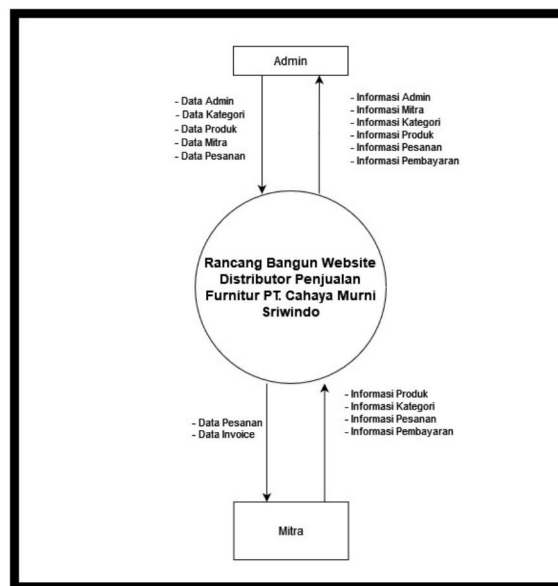 Admin
- Data Admin
- Data Kategori
- Data Produk
- Data Mitra
- Data Pesanan
- Informasi Admin
- Informasi Mitra
- Informasi Kategori
- Informasi Produk
- Informasi Pesanan
- Informasi Pembayaran
Rancang Bangun Website
Distributor Penjualan
Furnitur PT. Cahaya Murni
Sriwindo
- Data Pesanan
- Data Invoice
- Informasi Produk
- Informasi Kategori
- Informasi Pesanan
- Informasi Pembayaran
Mitra